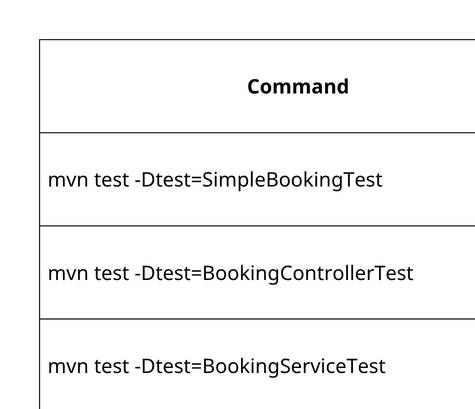 Command
mvn test -Dtest=SimpleBookingTest
mvn test -Dtest=BookingControllerTest
mvn test -Dtest=BookingServiceTest